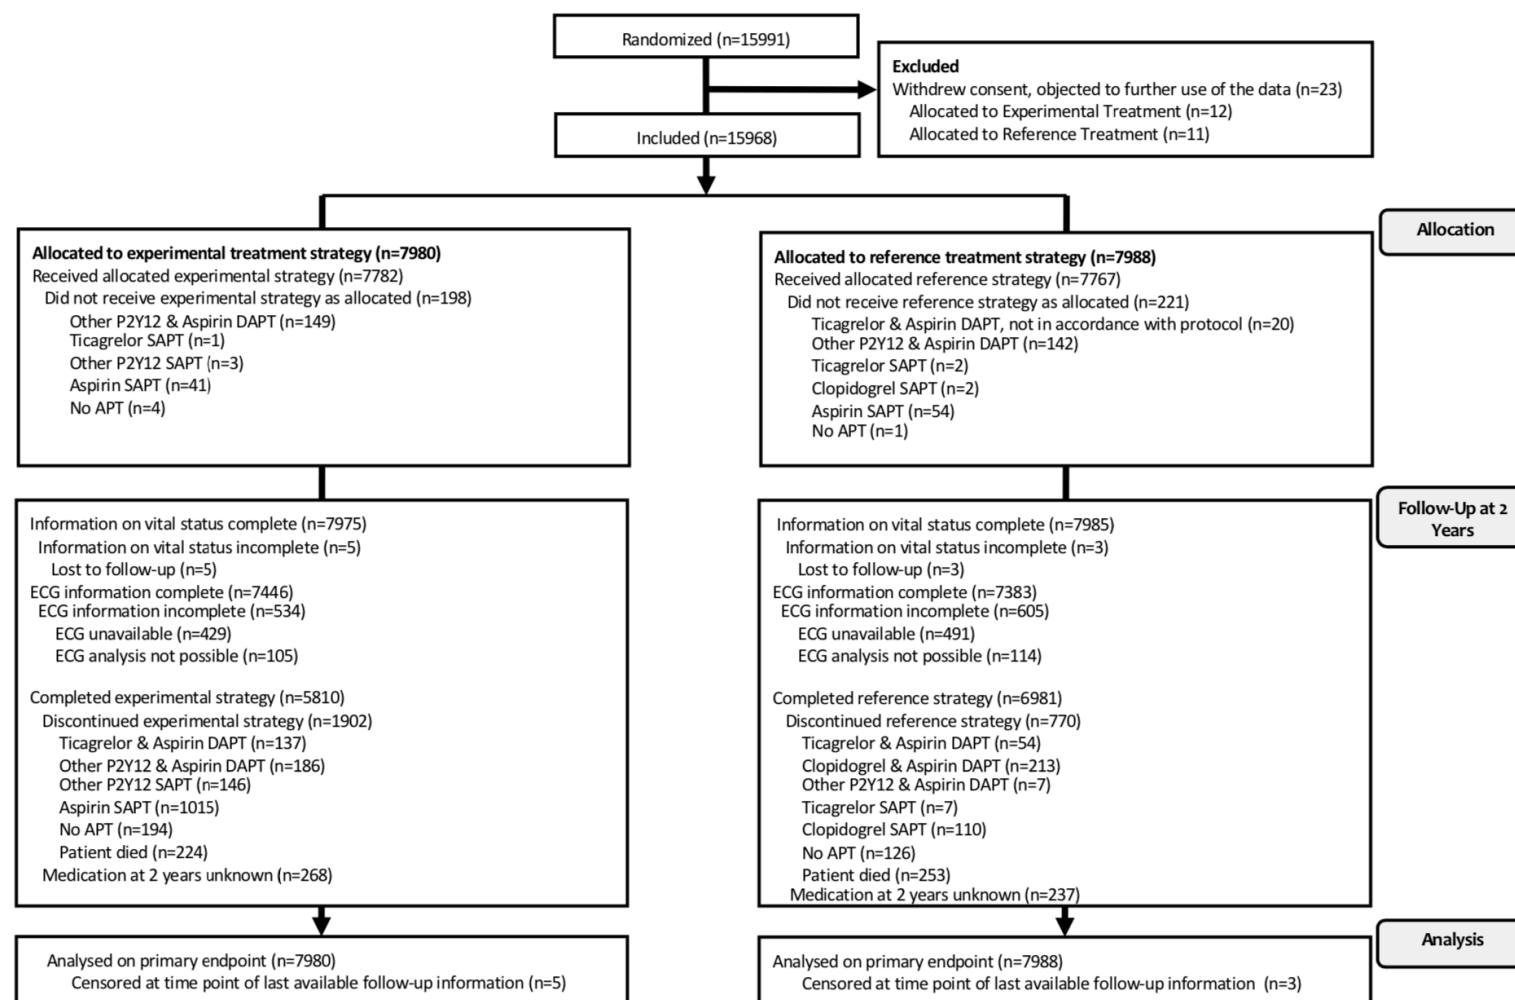 Randomized (n=15991)
Excluded
Withdrew consent, objected to further use of the data (n=23)
Allocated to Experimental Treatment (n=12)
Allocated to Reference Treatment (n=11)
Included (n=15968)
Allocation
Allocated to experimental treatment strategy (n=7980)
Received allocated experimental strategy (n=7782)
Did not receive experimental strategy as allocated (n=198)
Other P2Y12 & Aspirin DAPT (n=149)
Ticagrelor SAPT (n=1)
Other P2Y12 SAPT (n=3)
Aspirin SAPT (n=41)
No APT (n=4)
Allocated to reference treatment strategy (n=7988)
Received allocated reference strategy (n=7767)
Did not receive reference strategy as allocated (n=221)
Ticagrelor & Aspirin DAPT, not in accordance with protocol (n=20)
Other P2Y12 & Aspirin DAPT (n=142)
Ticagrelor SAPT (n=2)
Clopidogrel SAPT (n=2)
Aspirin SAPT (n=54)
No APT (n=1)
Follow-Up at 2
Years
Information on vital status complete (n=7975)
Information on vital status incomplete (n=5)
Lost to follow-up (n=5)
ECG information complete (n=7446)
ECG information incomplete (n=534)
ECG unavailable (n=429)
ECG analysis not possible (n=105)
Completed experimental strategy (n=5810)
Discontinued experimental strategy (n=1902)
Ticagrelor & Aspirin DAPT (n=137)
Other P2Y12 & Aspirin DAPT (n=186)
Other P2Y12 SAPT (n=146)
Aspirin SAPT (n=1015)
No APT (n=194)
Patient died (n=224)
Medication at 2 years unknown (n=268)
Information on vital status complete (n=7985)
Information on vital status incomplete (n=3)
Lost to follow-up (n=3)
ECG information complete (n=7383)
ECG information incomplete (n=605)
ECG unavailable (n=491)
ECG analysis not possible (n=114)
Completed reference strategy (n=6981)
Discontinued reference strategy (n=770)
Ticagrelor & Aspirin DAPT (n=54)
Clopidogrel & Aspirin DAPT (n=213)
Other P2Y12 & Aspirin DAPT (n=7)
Ticagrelor SAPT (n=7)
Clopidogrel SAPT (n=110)
No APT (n=126)
Patient died (n=253)
Medication at 2 years unknown (n=237)
Analysis
Analysed on primary endpoint (n=7980)
Censored at time point of last available follow-up information (n=5)
Analysed on primary endpoint (n=7988)
Censored at time point of last available follow-up information (n=3)